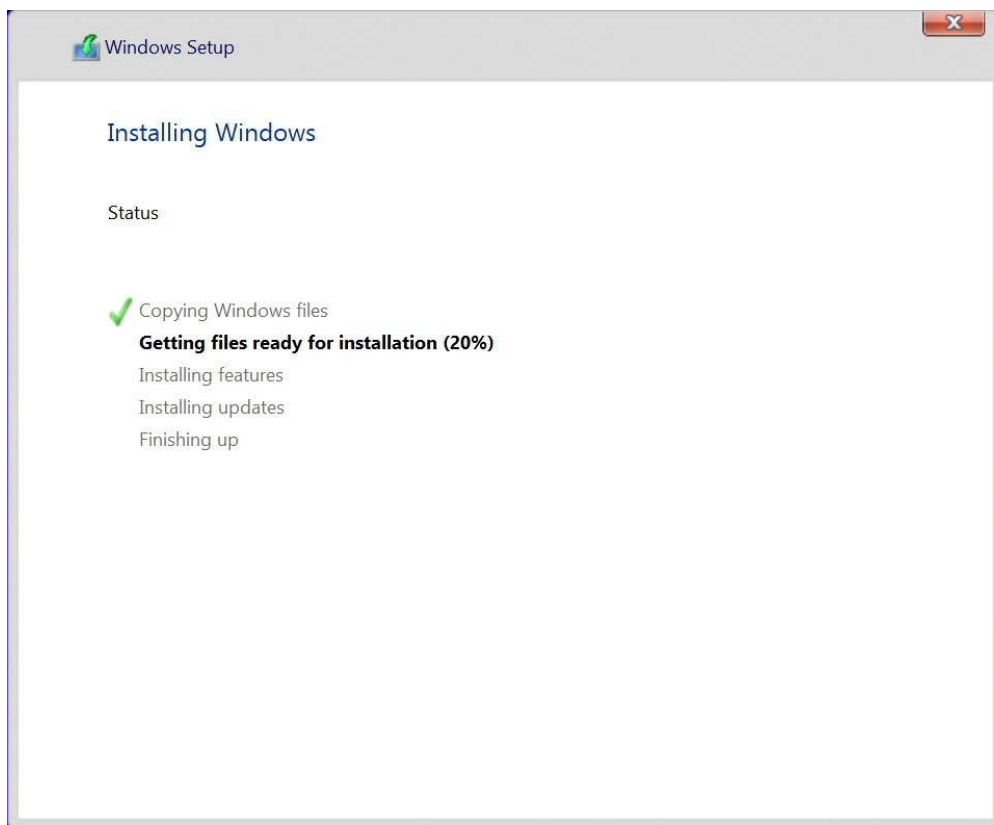 Windows Setup
Installing Windows
Status
Copying Windows files
Getting files ready for installation (20%)
Installing features
Installing updates
Finishing up